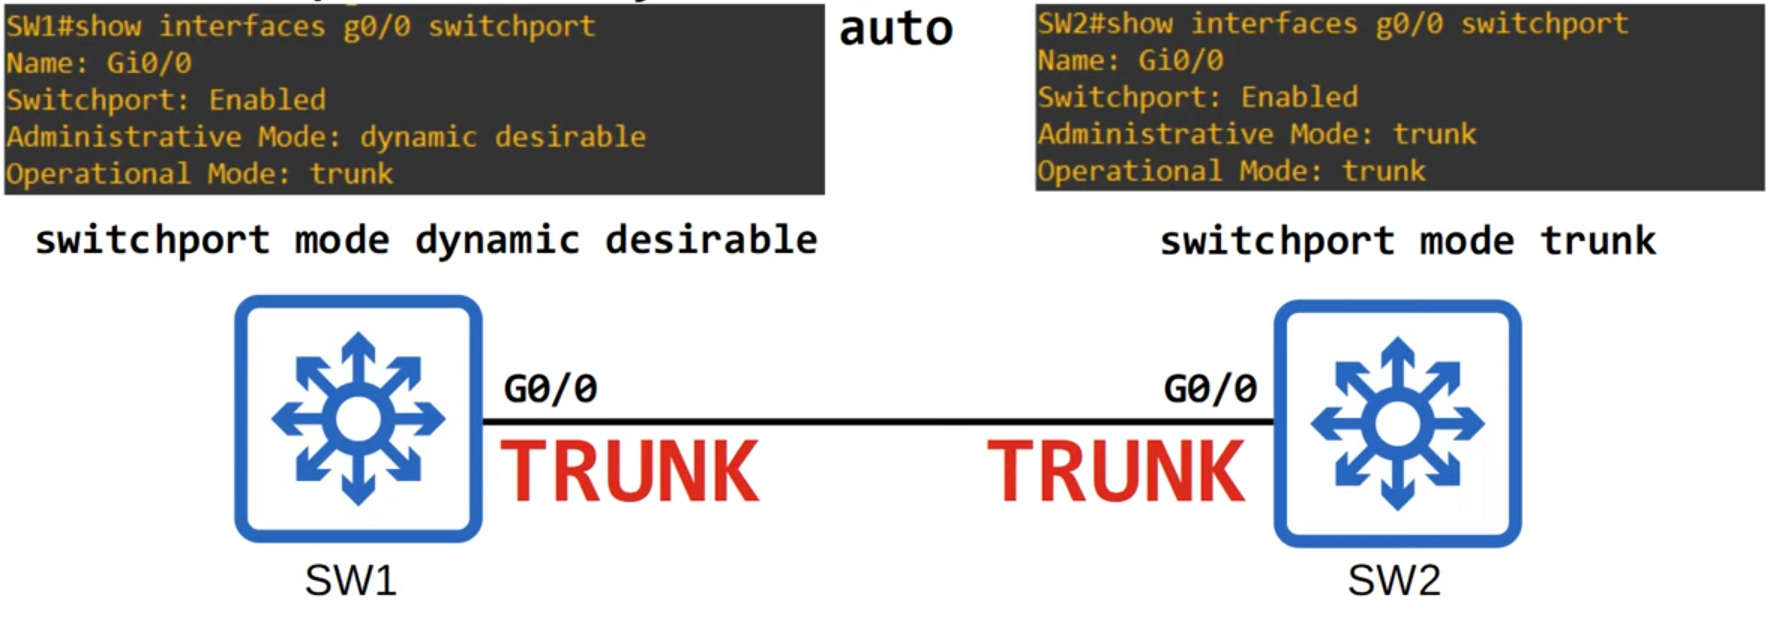 SW1#show interfaces g0/0 switchport
Name: Gi0/0
Switchport: Enabled
Administrative Mode: dynamic desirable
Operational Mode: trunk
auto
SW2#show interfaces g0/0 switchport
Name: Gi0/0
Switchport: Enabled
Administrative Mode: trunk
Operational Mode: trunk
switchport mode dynamic desirable
switchport mode trunk
G0/0
G0/0
TRUNK
TRUNK
SW1
SW2